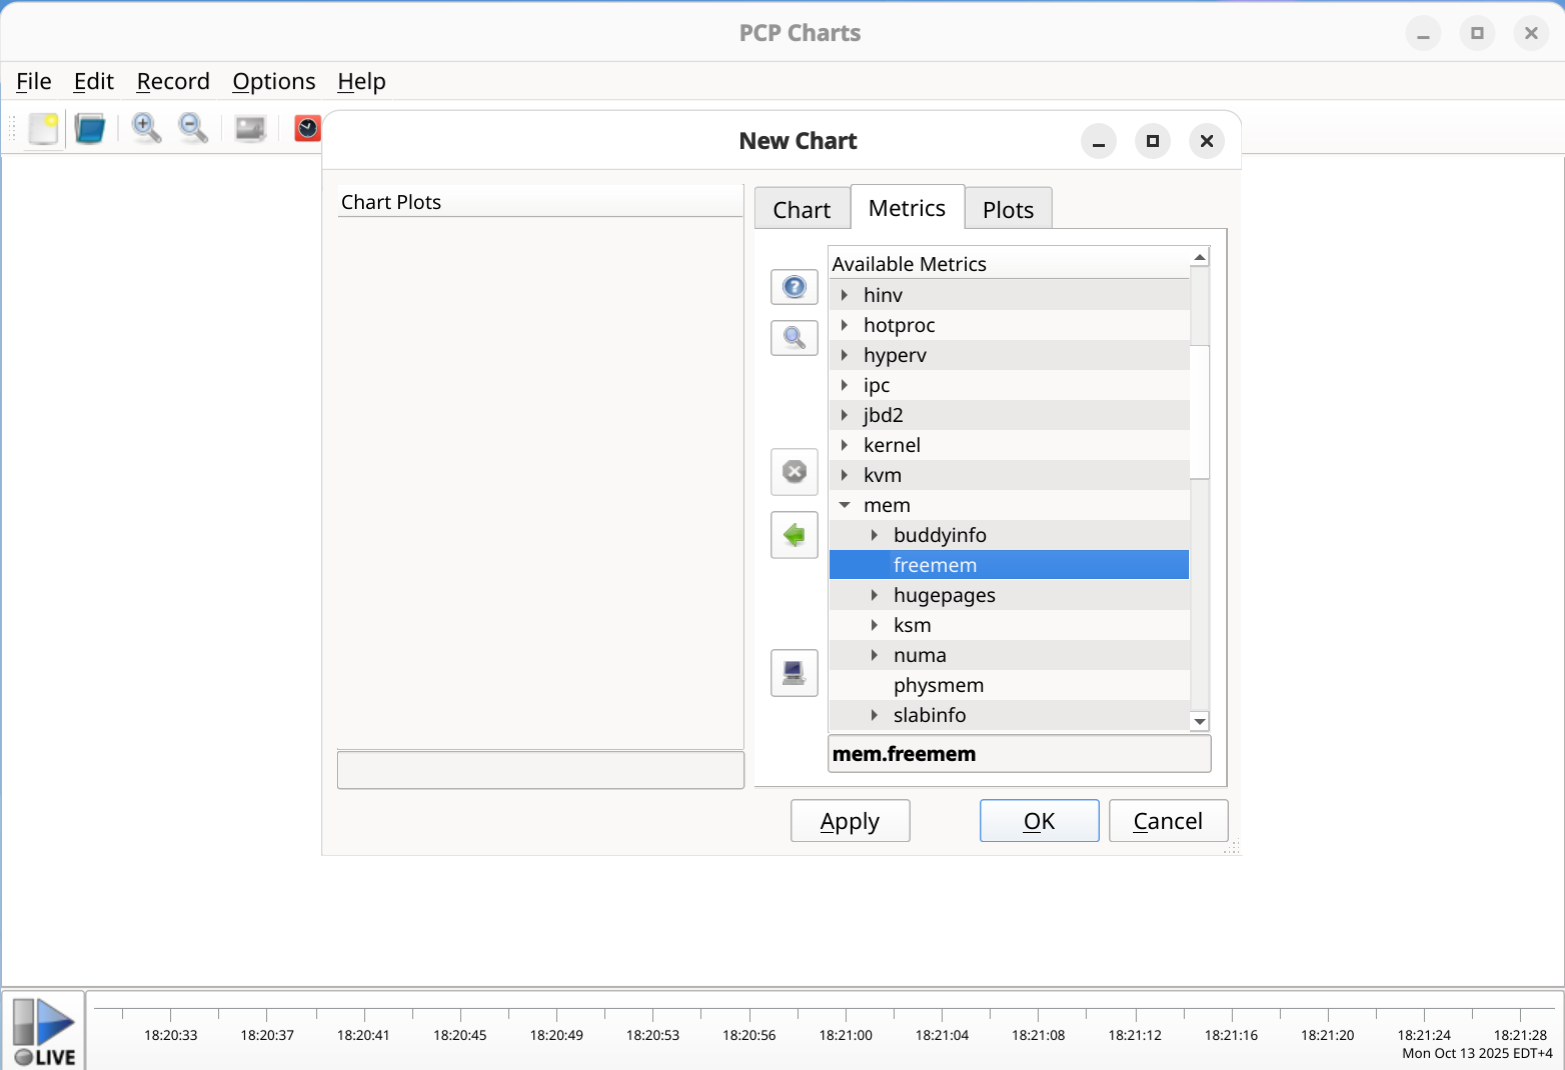 PCP Charts
File Edit Record Options Help
New Chart
Chart Plots
Chart Metrics Plots
Available Metrics
hinv
hotproc
hyperv
ipc
jbd2
kernel
kvm
mem
buddyinfo
freemem
hugepages
ksm
numa
physmem
slabinfo
mem.freemem
Apply OK Cancel
LIVE
18:20:33 18:20:37 18:20:41 18:20:45 18:20:49 18:20:53 18:20:56 18:21:00 18:21:04 18:21:08 18:21:12 18:21:16 18:21:20 18:21:24 18:21:28
Mon Oct 13 2025 EDT+4